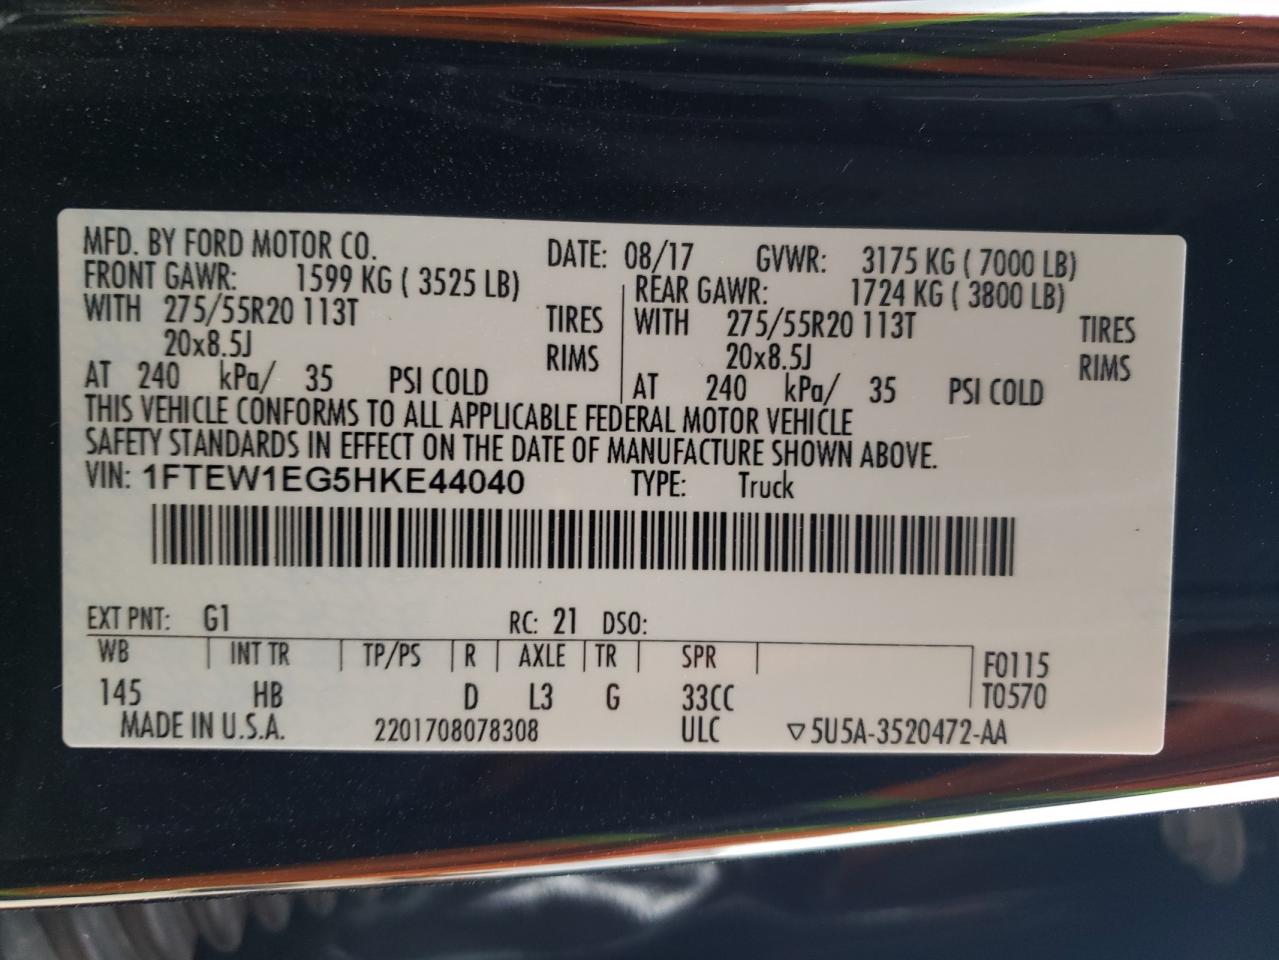 MFD. BY FORD MOTOR CO. DATE: 08/17 GVWR: 3175 KG ( 7000 LB)
FRONT GAWR: 1599 KG ( 3525 LB) REAR GAWR: 1724 KG ( 3800 LB)
WITH 275/55R20 113T TIRES WITH 275/55R20 113T TIRES
20x8.5J RIMS 20x8.5J RIMS
AT 240 kPa/ 35 PSI COLD AT 240 kPa/ 35 PSI COLD
THIS VEHICLE CONFORMS TO ALL APPLICABLE FEDERAL MOTOR VEHICLE
SAFETY STANDARDS IN EFFECT ON THE DATE OF MANUFACTURE SHOWN ABOVE.
VIN: 1FTEW1EG5HKE44040 TYPE: Truck
EXT PNT: G1 RC: 21 DSO:
WB INT TR TP/PS R AXLE TR SPR F0115
145 HB D L3 G 33CC T0570
MADE IN U.S.A. 2201708078308 ULC ▽5U5A-3520472-AA